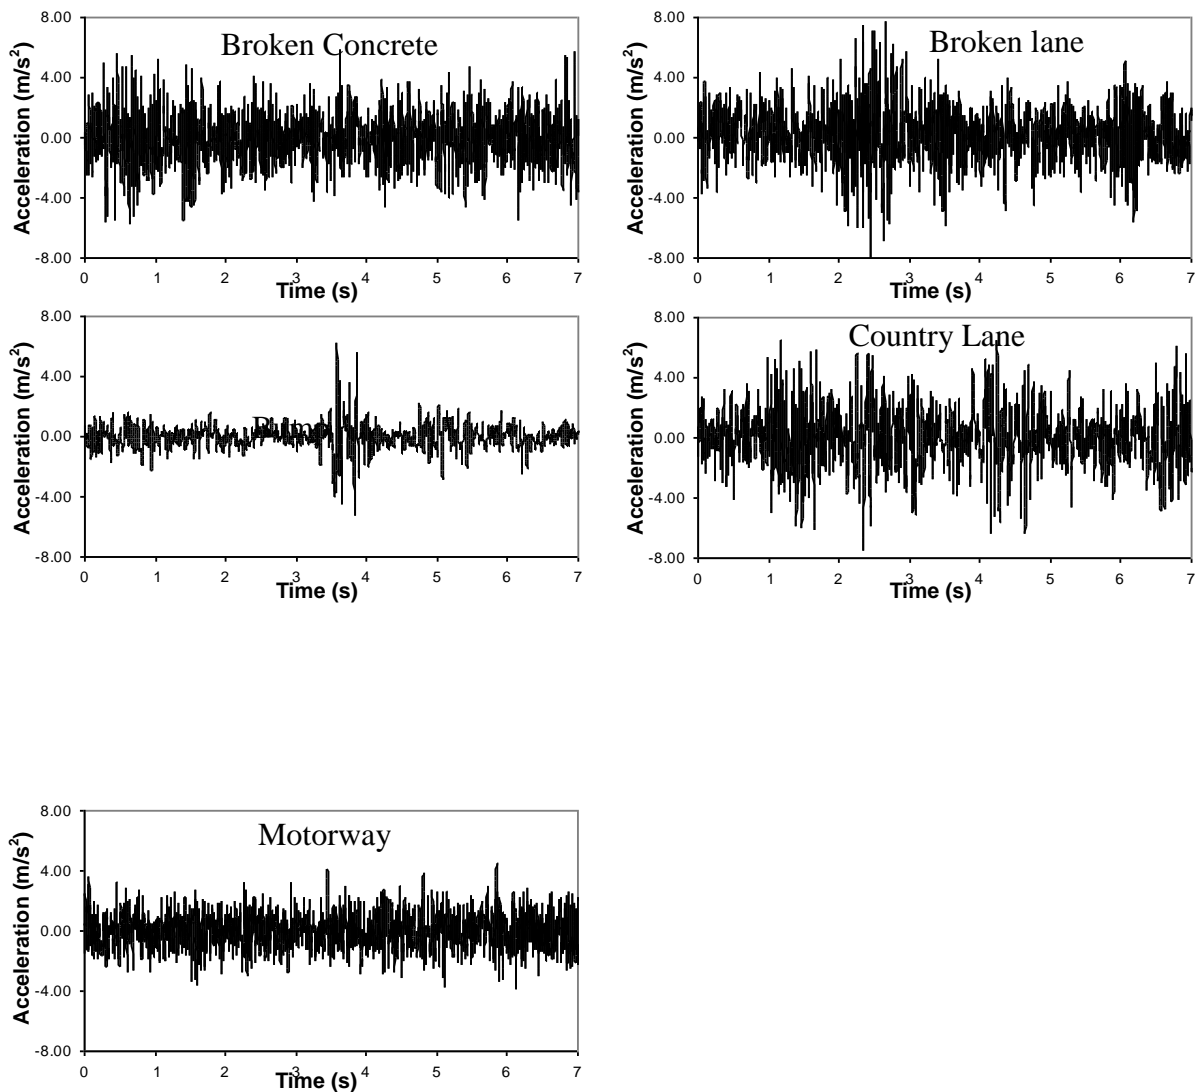 Broken Concrete
Acceleration (m/s²)
8.00
4.00
0.00
-4.00
-8.00
0 1 2 3 4 5 6 7
Time (s)
Broken lane
Acceleration (m/s²)
8.00
4.00
0.00
-4.00
-8.00
0 1 2 3 4 5 6 7
Time (s)
Acceleration (m/s²)
8.00
4.00
0.00
-4.00
-8.00
0 1 2 3 4 5 6 7
Time (s)
Country Lane
Acceleration (m/s²)
8.00
4.00
0.00
-4.00
-8.00
0 1 2 3 4 5 6 7
Time (s)
Motorway
Acceleration (m/s²)
8.00
4.00
0.00
-4.00
-8.00
0 1 2 3 4 5 6 7
Time (s)